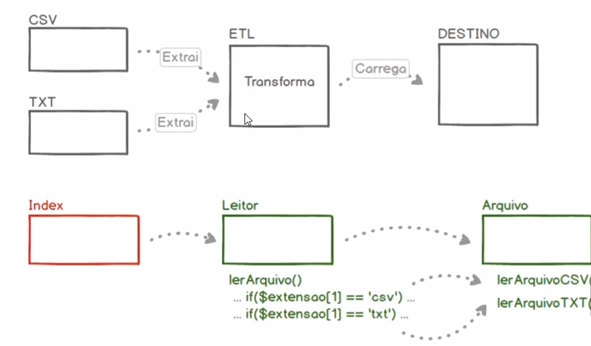 CSV
ETL
DESTINO
Extrai
Transforma
Carrega
TXT
Extrai
Index
Leitor
Arquivo
lerArquivo()
... if($extensao[1] == 'csv') ...
... if($extensao[1] == 'txt') ...
lerArquivoCSV(
lerArquivoTXT(